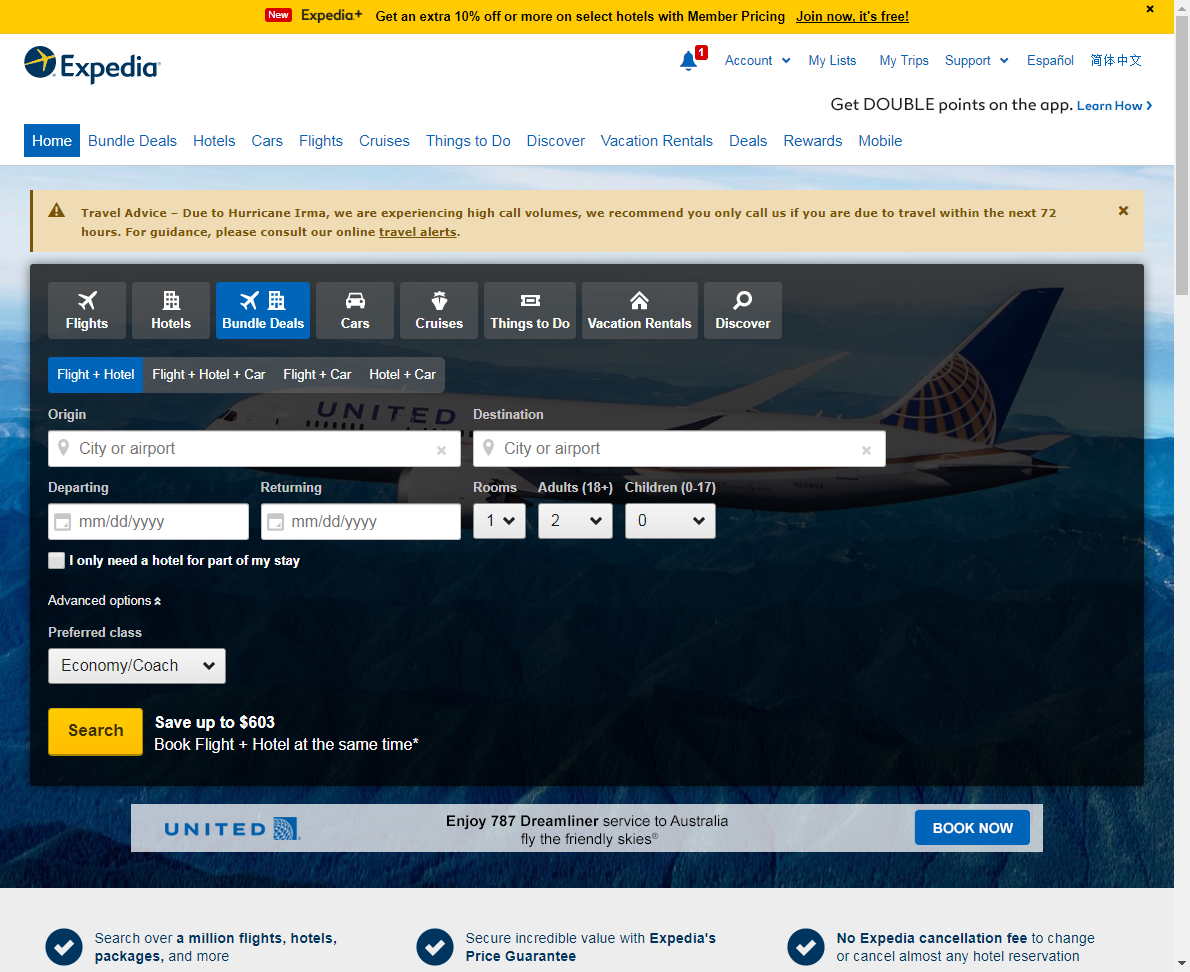 New Expedia+ Get an extra 10% off or more on select hotels with Member Pricing Join now, it's free!
Expedia
1
Account
My Lists
My Trips
Support
Español
简体中文
Get DOUBLE points on the app. Learn How
Home
Bundle Deals
Hotels
Cars
Flights
Cruises
Things to Do
Discover
Vacation Rentals
Deals
Rewards
Mobile
Travel Advice – Due to Hurricane Irma, we are experiencing high call volumes, we recommend you only call us if you are due to travel within the next 72
hours. For guidance, please consult our online travel alerts.
Flights
Hotels
Bundle Deals
Cars
Cruises
Things to Do
Vacation Rentals
Discover
Flight + Hotel
Flight + Hotel + Car
Flight + Car
Hotel + Car
UNITED
Origin
Destination
City or airport
City or airport
Departing
Returning
Rooms
Adults (18+)
Children (0-17)
mm/dd/yyyy
mm/dd/yyyy
1
2
0
I only need a hotel for part of my stay
Advanced options
Preferred class
Economy/Coach
Search
Save up to $603
Book Flight + Hotel at the same time*
UNITED
Enjoy 787 Dreamliner service to Australia
fly the friendly skies®
BOOK NOW
Search over a million flights, hotels,
packages, and more
Secure incredible value with Expedia's
Price Guarantee
No Expedia cancellation fee to change
or cancel almost any hotel reservation